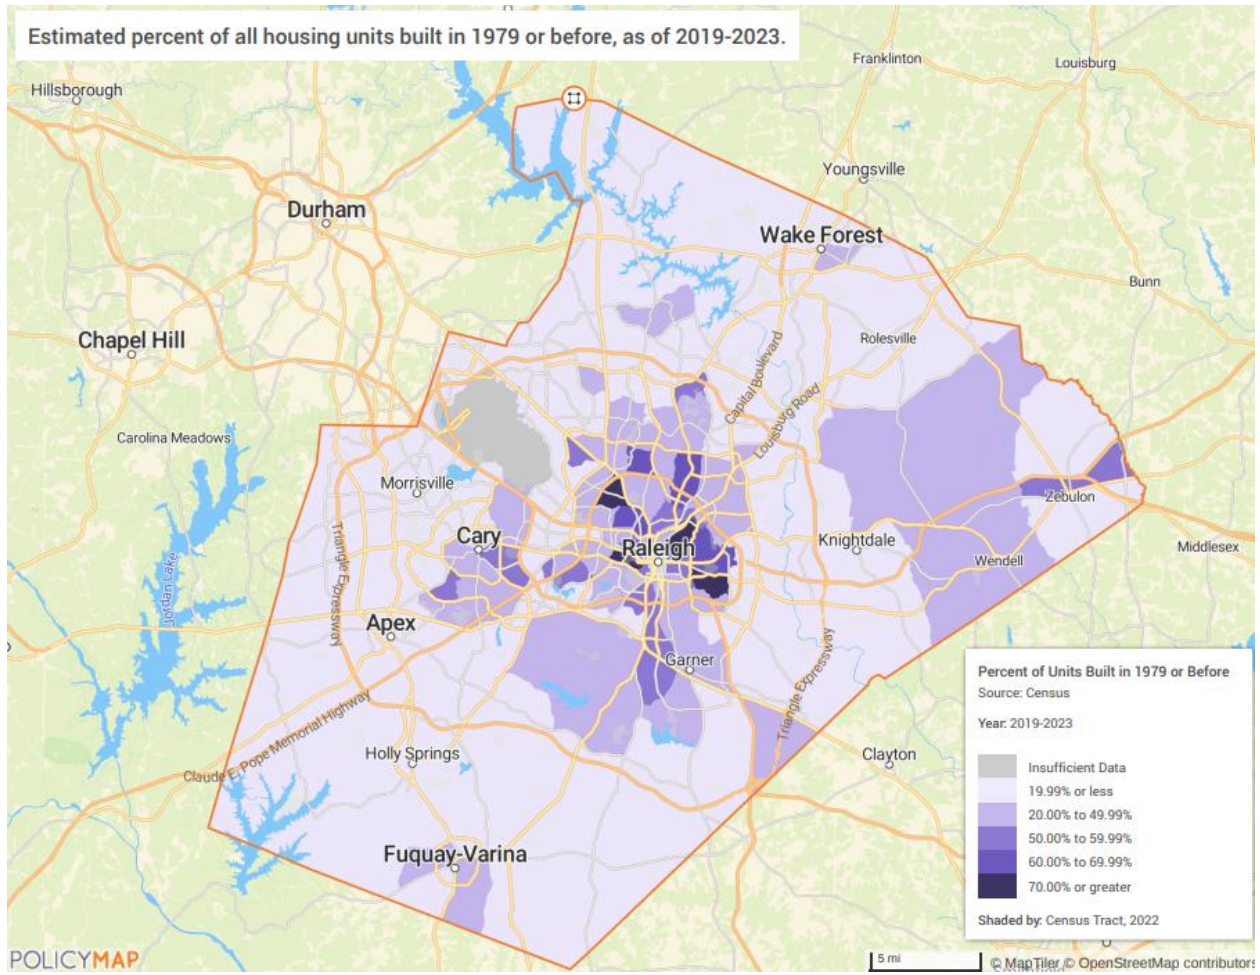 Estimated percent of all housing units built in 1979 or before, as of 2019-2023.
Franklinton
Louisburg
Hillsborough
Youngsville
Durham
Wake Forest
Bunn
Chapel Hill
Rolesville
Capital Boulevard
Louisburg Road
Carolina Meadows
Morrisville
Zebulon
Cary
Raleigh
Knightdale
Middlesex
Wendell
Triangle Expressway
Jordan Lake
Apex
Garner
Triangle Expressway
Claude E. Pope Memorial Highway
Holly Springs
Clayton
Fuquay-Varina
Percent of Units Built in 1979 or Before
Source: Census
Year: 2019-2023
Insufficient Data
19.99% or less
20.00% to 49.99%
50.00% to 59.99%
60.00% to 69.99%
70.00% or greater
Shaded by: Census Tract, 2022
POLICYMAP
5 mi
© MapTiler © OpenStreetMap contributors